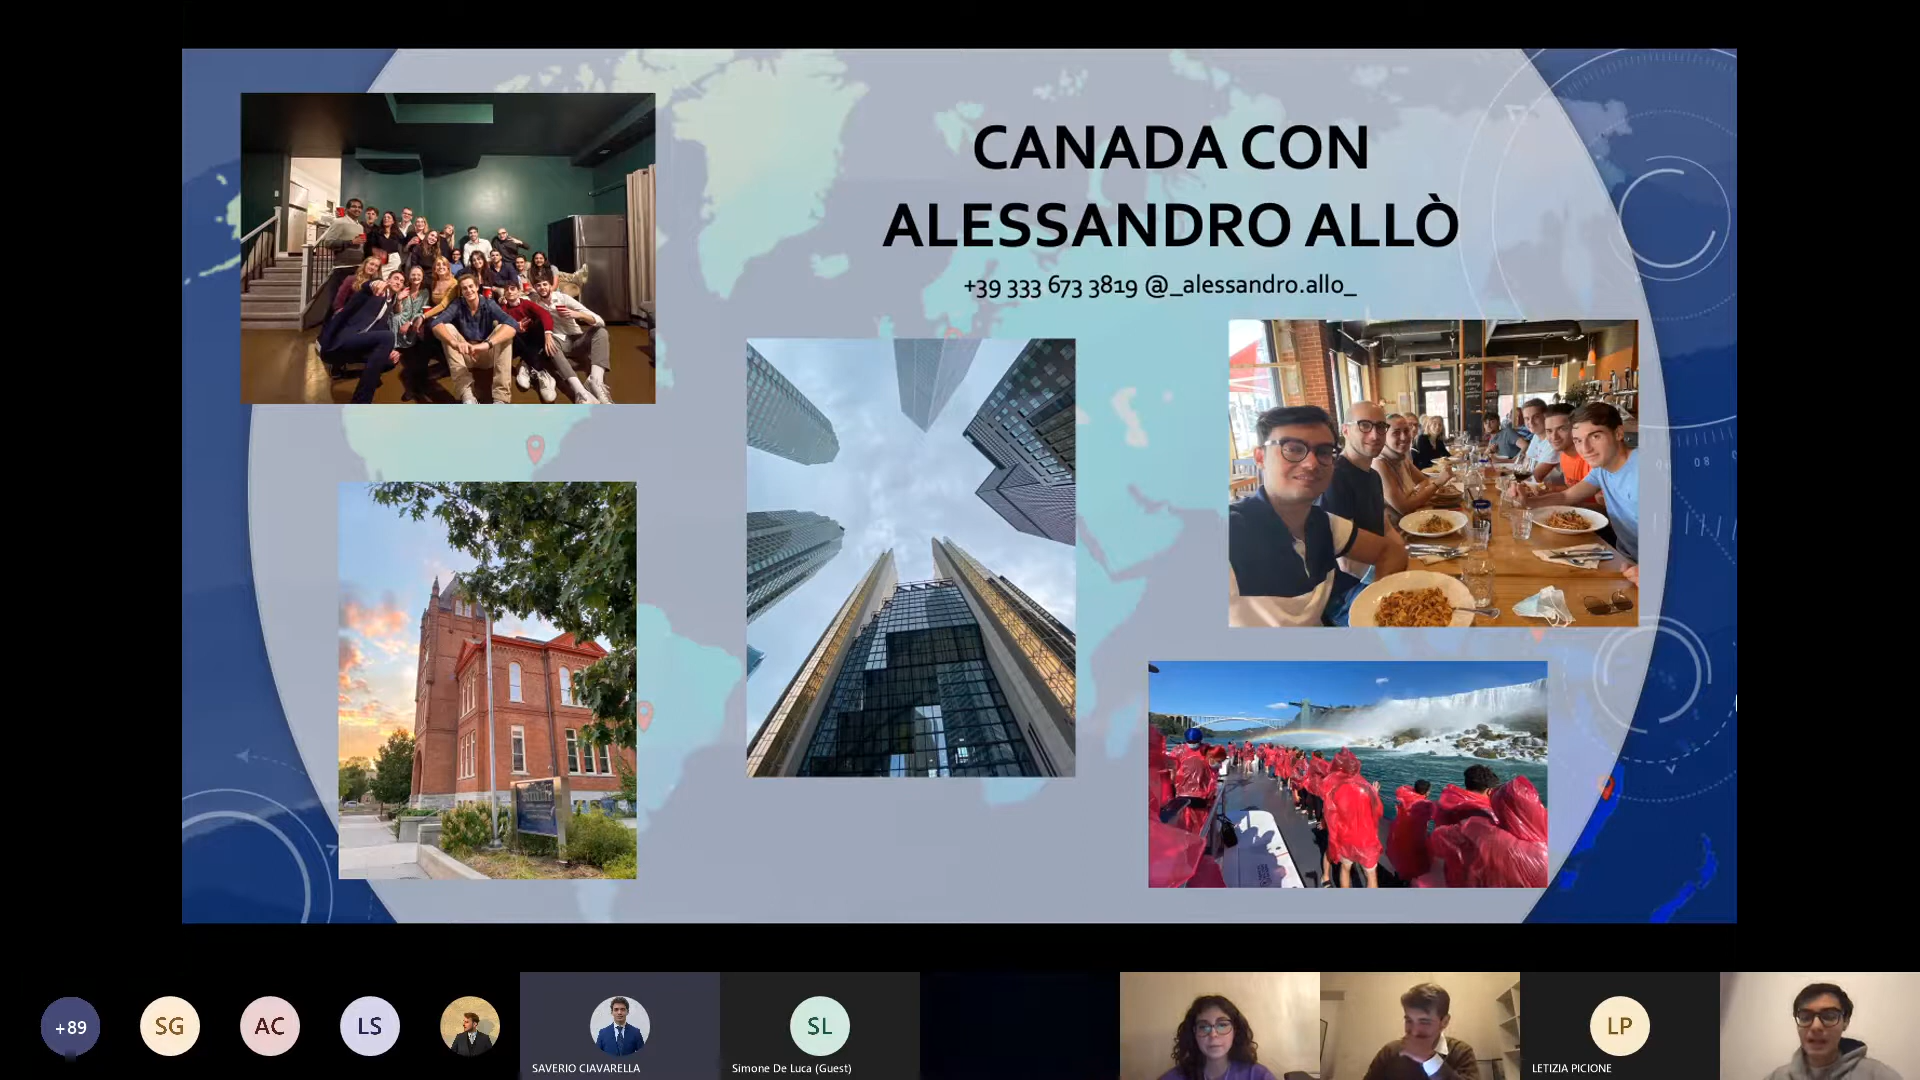 CANADA CON
ALESSANDRO ALLÒ
+39 333 673 3819 @_alessandro.allo_
+89
SG
AC
LS
SAVERIO CIAVARELLA
SL
Simone De Luca (Guest)
LP
LETIZIA PICIONE